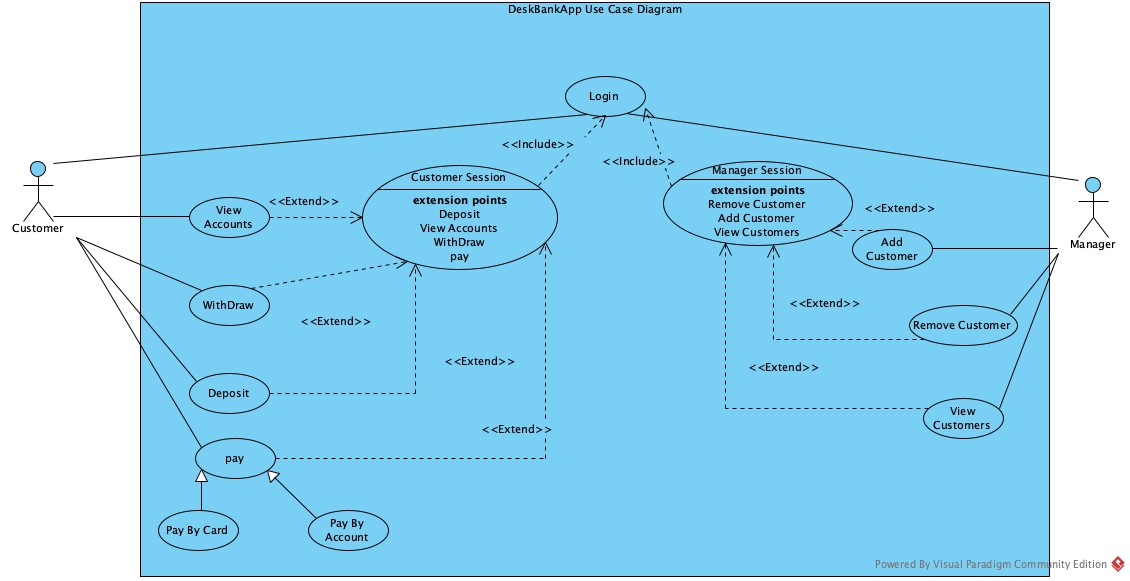 DeskBankApp Use Case Diagram
Login
<<Include>>
<<Include>>
Customer
Manager
Customer Session
extension points
Deposit
View Accounts
WithDraw
pay
Manager Session
extension points
Remove Customer
Add Customer
View Customers
View
Accounts
<<Extend>>
<<Extend>>
Add
Customer
WithDraw
<<Extend>>
<<Extend>>
Remove Customer
Deposit
<<Extend>>
<<Extend>>
View
Customers
pay
<<Extend>>
Pay By Card
Pay By
Account
Powered By Visual Paradigm Community Edition